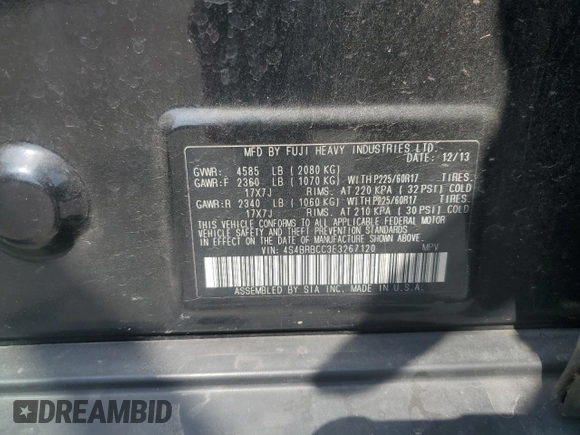 MFD BY FUJI HEAVY INDUSTRIES LTD.
DATE: 12/13
GVWR: 4585 LB ( 2080 KG)
GAWR:F 2360 LB ( 1070 KG) WITH P225/60R17 TIRES.
17X7J RIMS. AT 220 KPA ( 32 PSI) COLD
GAWR:R 2340 LB ( 1060 KG) WITH P225/60R17 TIRES.
17X7J RIMS. AT 210 KPA ( 30 PSI) COLD
THIS VEHICLE CONFORMS TO ALL APPLICABLE FEDERAL MOTOR
VEHICLE SAFETY AND THEFT PREVENTION STANDARDS
IN EFFECT ON THE DATE OF MANUFACTURE SHOWN ABOVE.
VIN: 4S4BRBCC3E3267120 MPV
ASSEMBLED BY SIA INC. MADE IN U.S.A.
DREAMBID